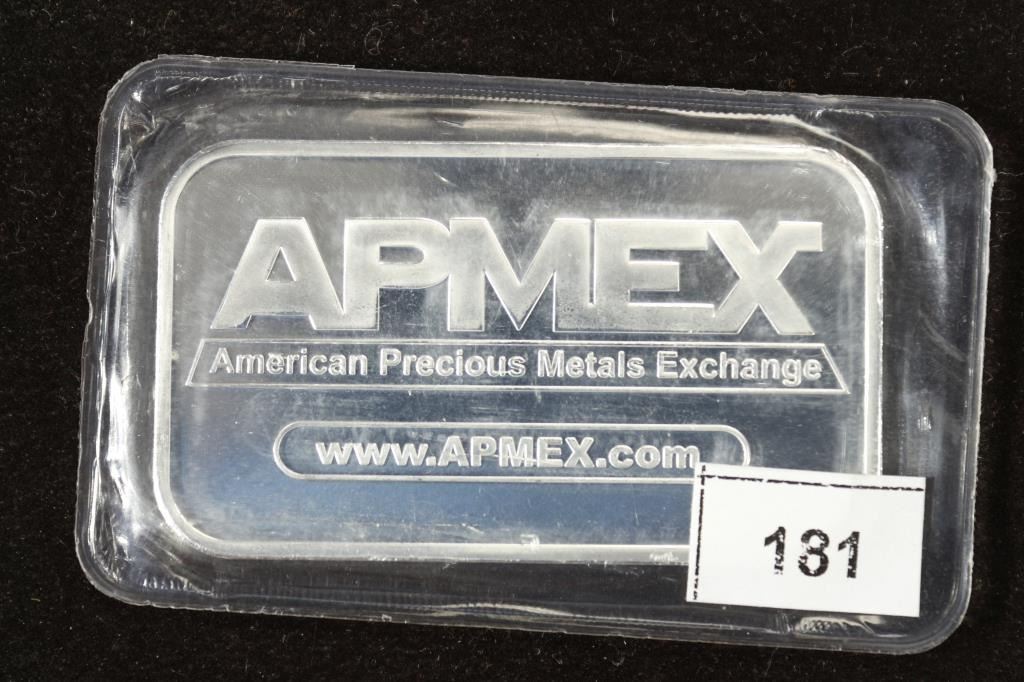 APMEX
American Precious Metals Exchange
www.APMEX.com
181